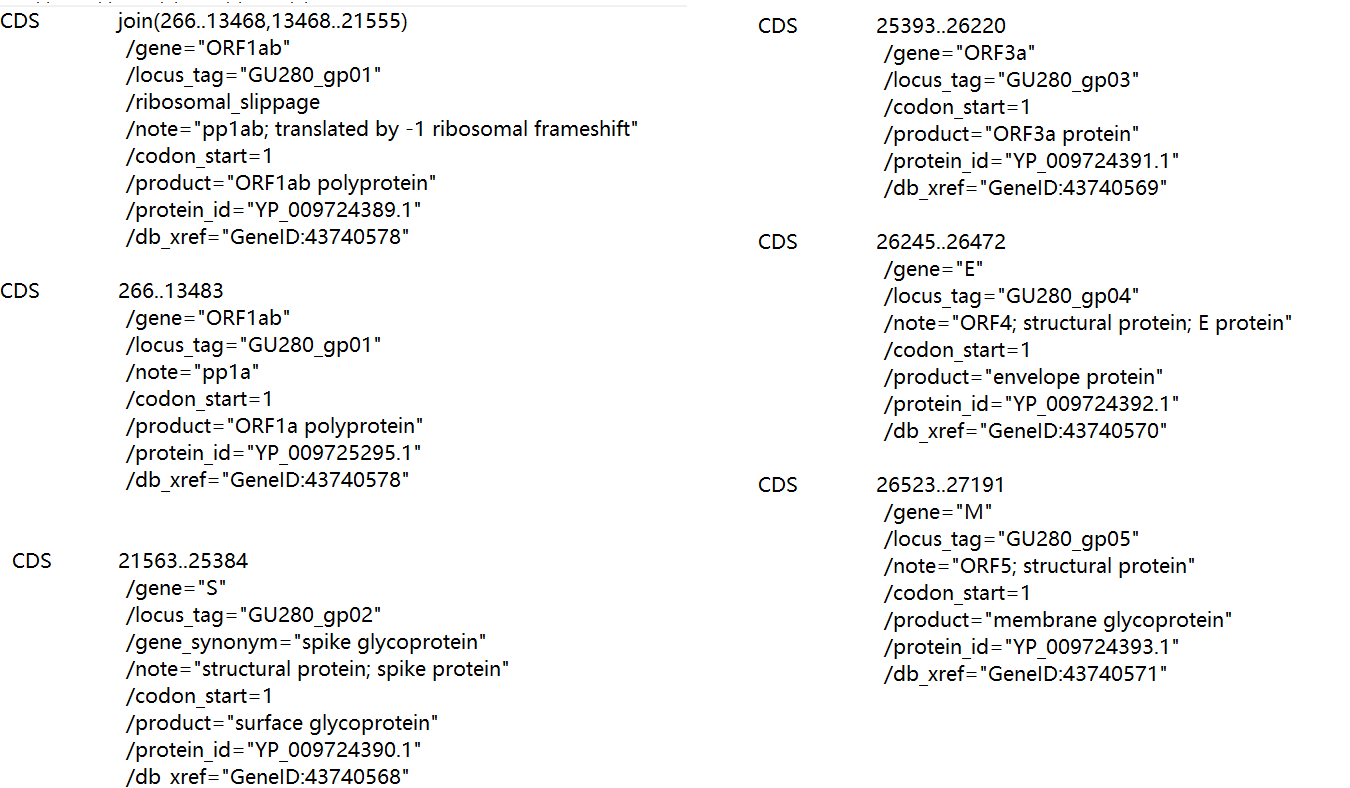 CDS join(266..13468,13468..21555)
/gene="ORF1ab"
/locus_tag="GU280_gp01"
/ribosomal_slippage
/note="pp1ab; translated by -1 ribosomal frameshift"
/codon_start=1
/product="ORF1ab polyprotein"
/protein_id="YP_009724389.1"
/db_xref="GeneID:43740578"
CDS 266..13483
/gene="ORF1ab"
/locus_tag="GU280_gp01"
/note="pp1a"
/codon_start=1
/product="ORF1a polyprotein"
/protein_id="YP_009725295.1"
/db_xref="GeneID:43740578"
CDS 21563..25384
/gene="S"
/locus_tag="GU280_gp02"
/gene_synonym="spike glycoprotein"
/note="structural protein; spike protein"
/codon_start=1
/product="surface glycoprotein"
/protein_id="YP_009724390.1"
/db_xref="GeneID:43740568"
CDS 25393..26220
/gene="ORF3a"
/locus_tag="GU280_gp03"
/codon_start=1
/product="ORF3a protein"
/protein_id="YP_009724391.1"
/db_xref="GeneID:43740569"
CDS 26245..26472
/gene="E"
/locus_tag="GU280_gp04"
/note="ORF4; structural protein; E protein"
/codon_start=1
/product="envelope protein"
/protein_id="YP_009724392.1"
/db_xref="GeneID:43740570"
CDS 26523..27191
/gene="M"
/locus_tag="GU280_gp05"
/note="ORF5; structural protein"
/codon_start=1
/product="membrane glycoprotein"
/protein_id="YP_009724393.1"
/db_xref="GeneID:43740571"